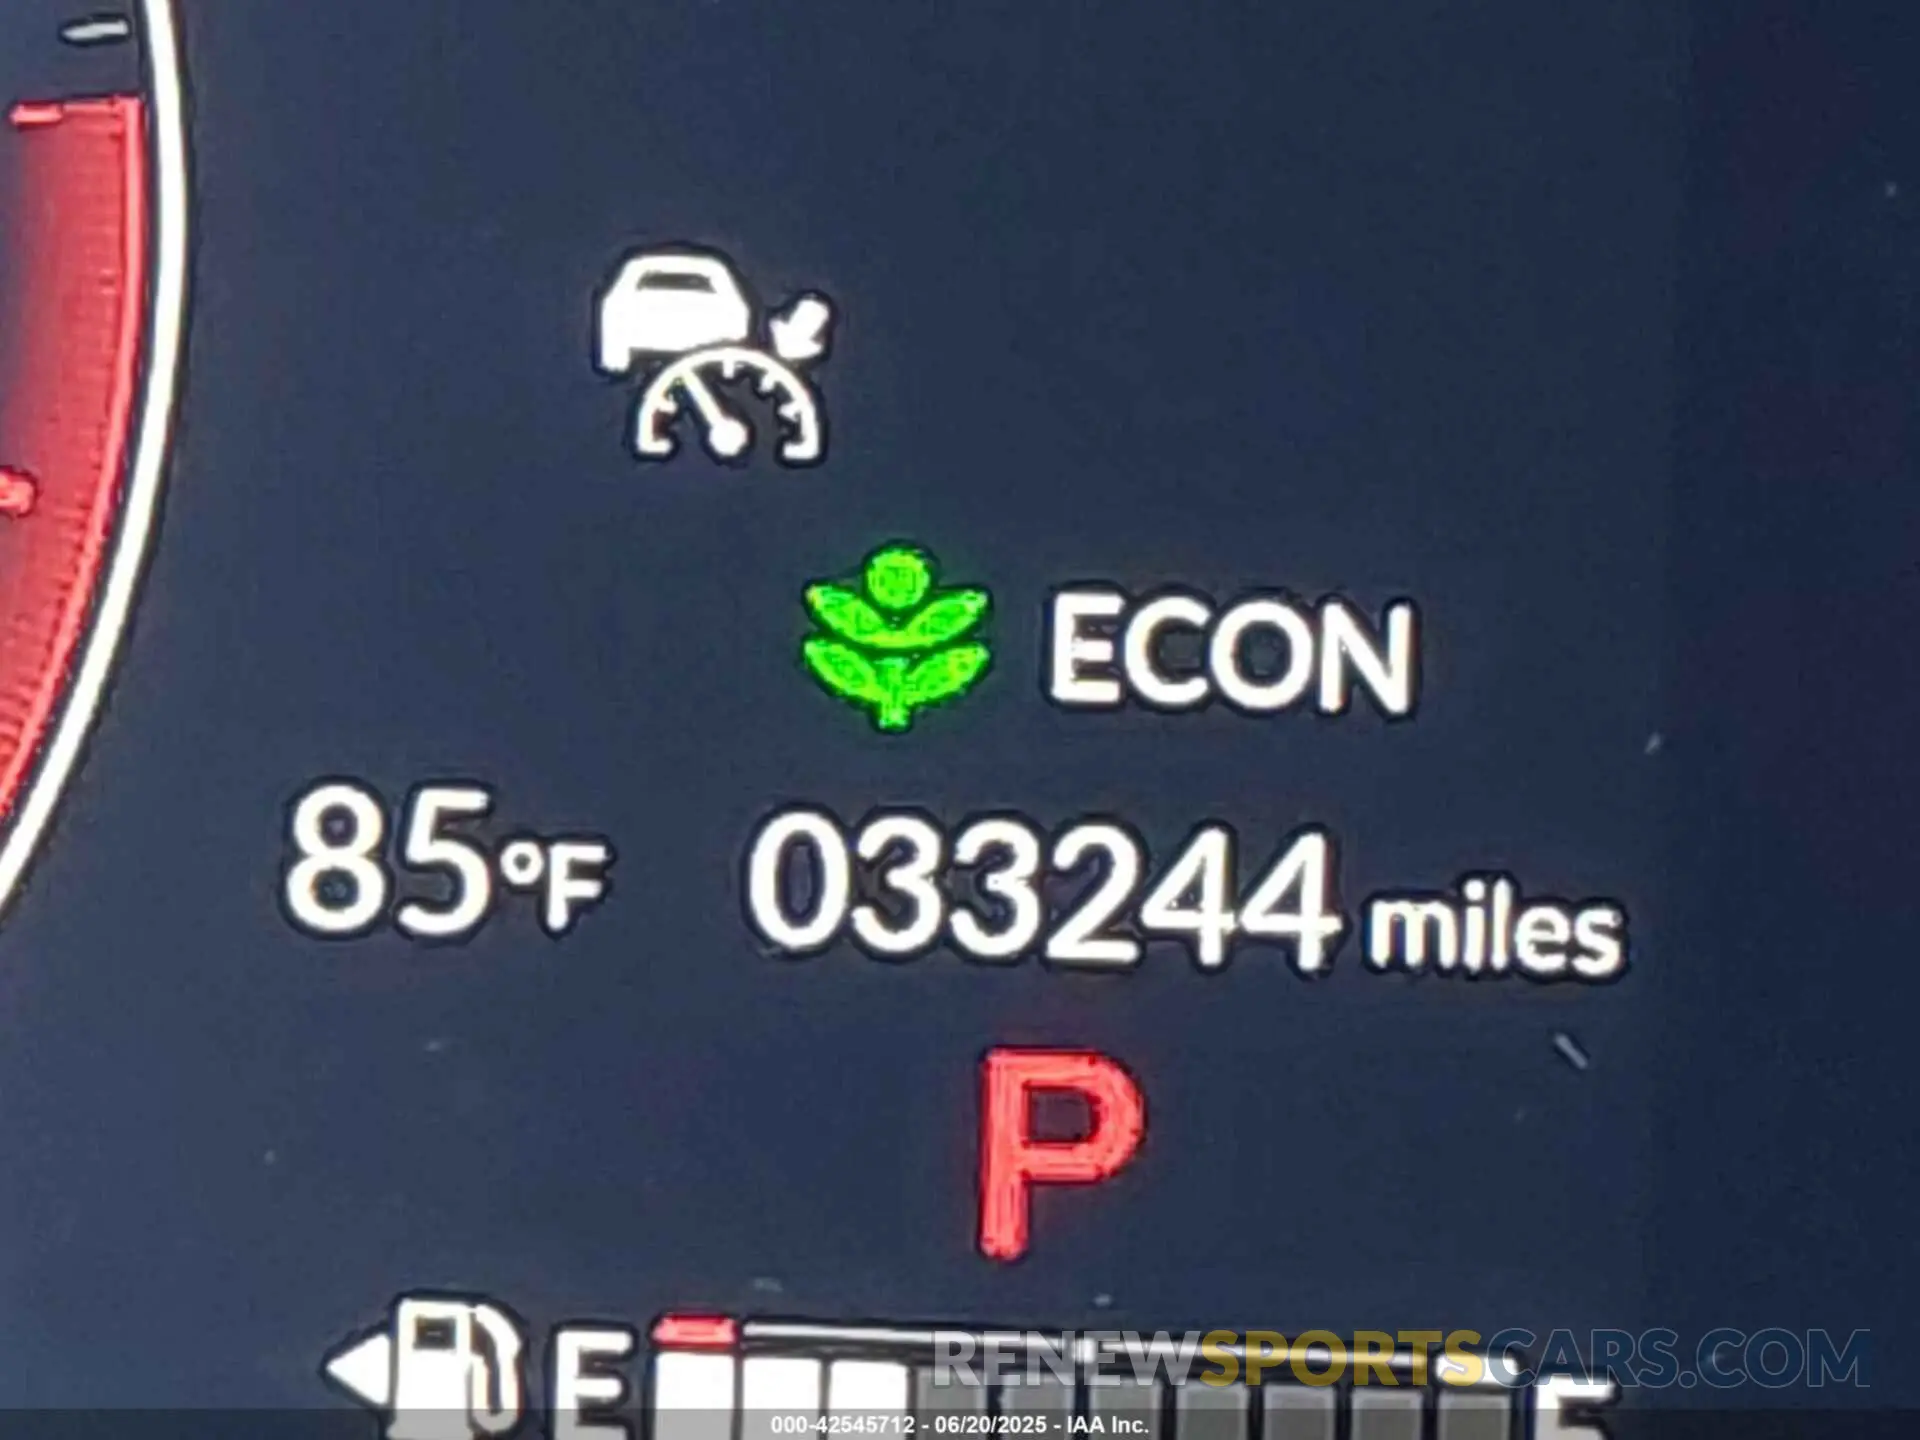 ECON
85°F 033244 miles
P
E F
RENEWSPORTSCARS.COM
000-42545712 - 06/20/2025 - IAA Inc.